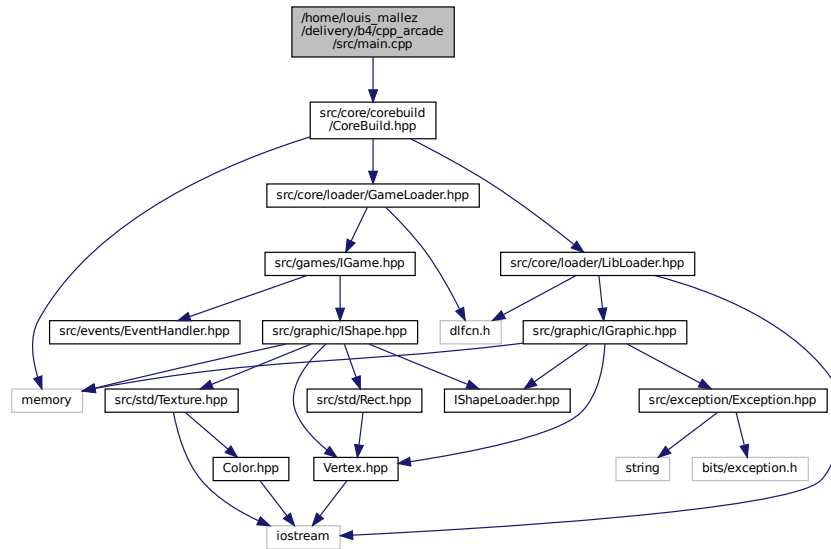 /home/louis_mallez
/delivery/b4/cpp_arcade
/src/main.cpp
src/core/corebuild
/CoreBuild.hpp
src/core/loader/GameLoader.hpp
src/games/IGame.hpp
src/core/loader/LibLoader.hpp
src/events/EventHandler.hpp
src/graphic/IShape.hpp
dlfcn.h
src/graphic/IGraphic.hpp
memory
src/std/Texture.hpp
src/std/Rect.hpp
IShapeLoader.hpp
src/exception/Exception.hpp
Color.hpp
Vertex.hpp
string
bits/exception.h
iostream